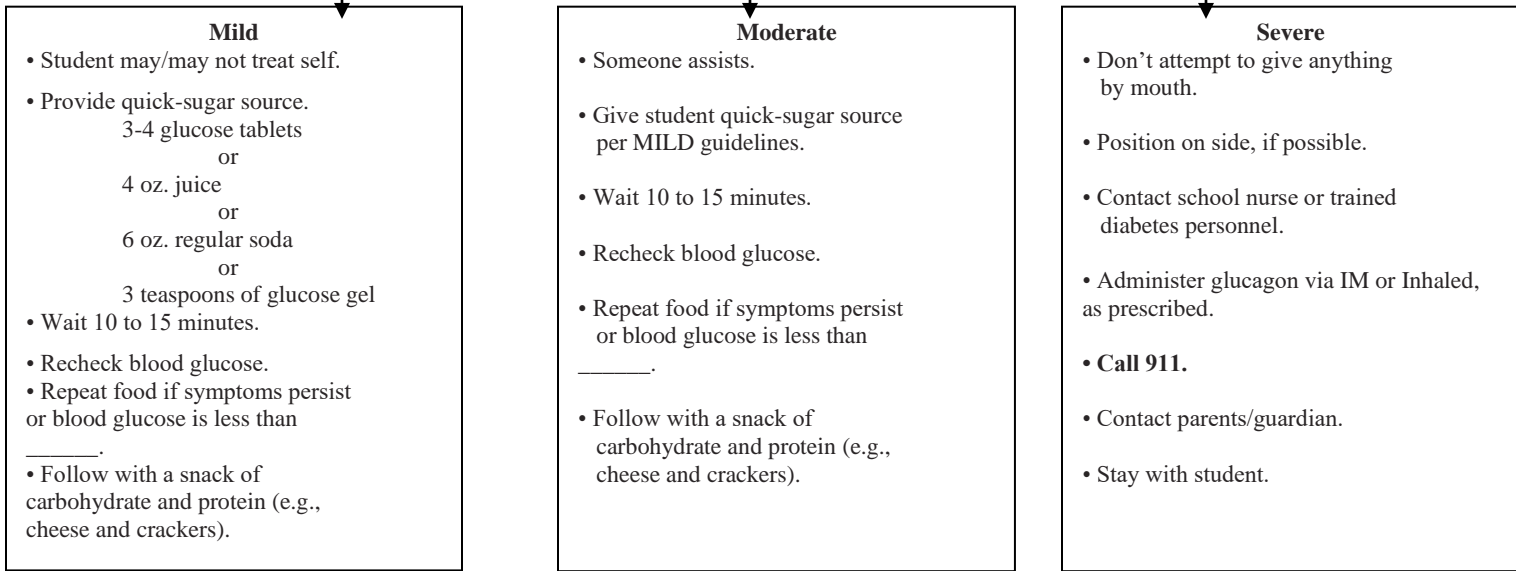 Mild
• Student may/may not treat self.
• Provide quick-sugar source.
3-4 glucose tablets
or
4 oz. juice
or
6 oz. regular soda
or
3 teaspoons of glucose gel
• Wait 10 to 15 minutes.
• Recheck blood glucose.
• Repeat food if symptoms persist
or blood glucose is less than
______.
• Follow with a snack of
carbohydrate and protein (e.g.,
cheese and crackers).
Moderate
• Someone assists.
• Give student quick-sugar source
per MILD guidelines.
• Wait 10 to 15 minutes.
• Recheck blood glucose.
• Repeat food if symptoms persist
or blood glucose is less than
______.
• Follow with a snack of
carbohydrate and protein (e.g.,
cheese and crackers).
Severe
• Don’t attempt to give anything
by mouth.
• Position on side, if possible.
• Contact school nurse or trained
diabetes personnel.
• Administer glucagon via IM or Inhaled,
as prescribed.
• Call 911.
• Contact parents/guardian.
• Stay with student.